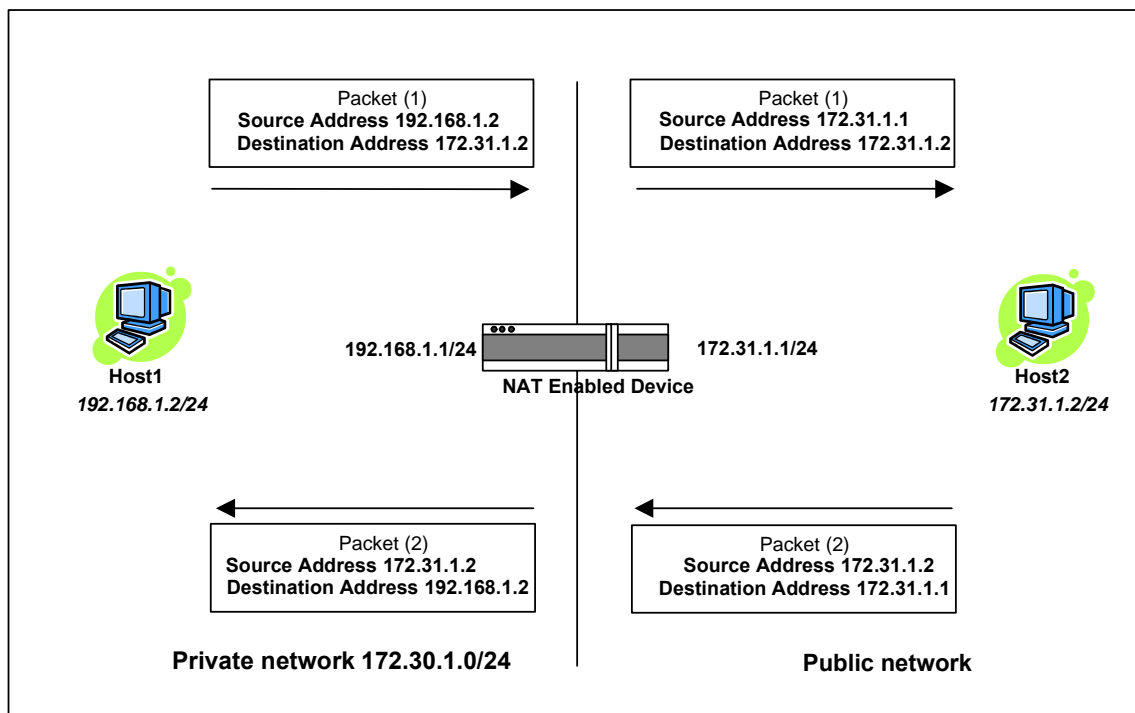 Packet (1)
Source Address 192.168.1.2
Destination Address 172.31.1.2
Packet (1)
Source Address 172.31.1.1
Destination Address 172.31.1.2
Host1
192.168.1.2/24
192.168.1.1/24
172.31.1.1/24
NAT Enabled Device
Host2
172.31.1.2/24
Packet (2)
Source Address 172.31.1.2
Destination Address 192.168.1.2
Packet (2)
Source Address 172.31.1.2
Destination Address 172.31.1.1
Private network 172.30.1.0/24
Public network